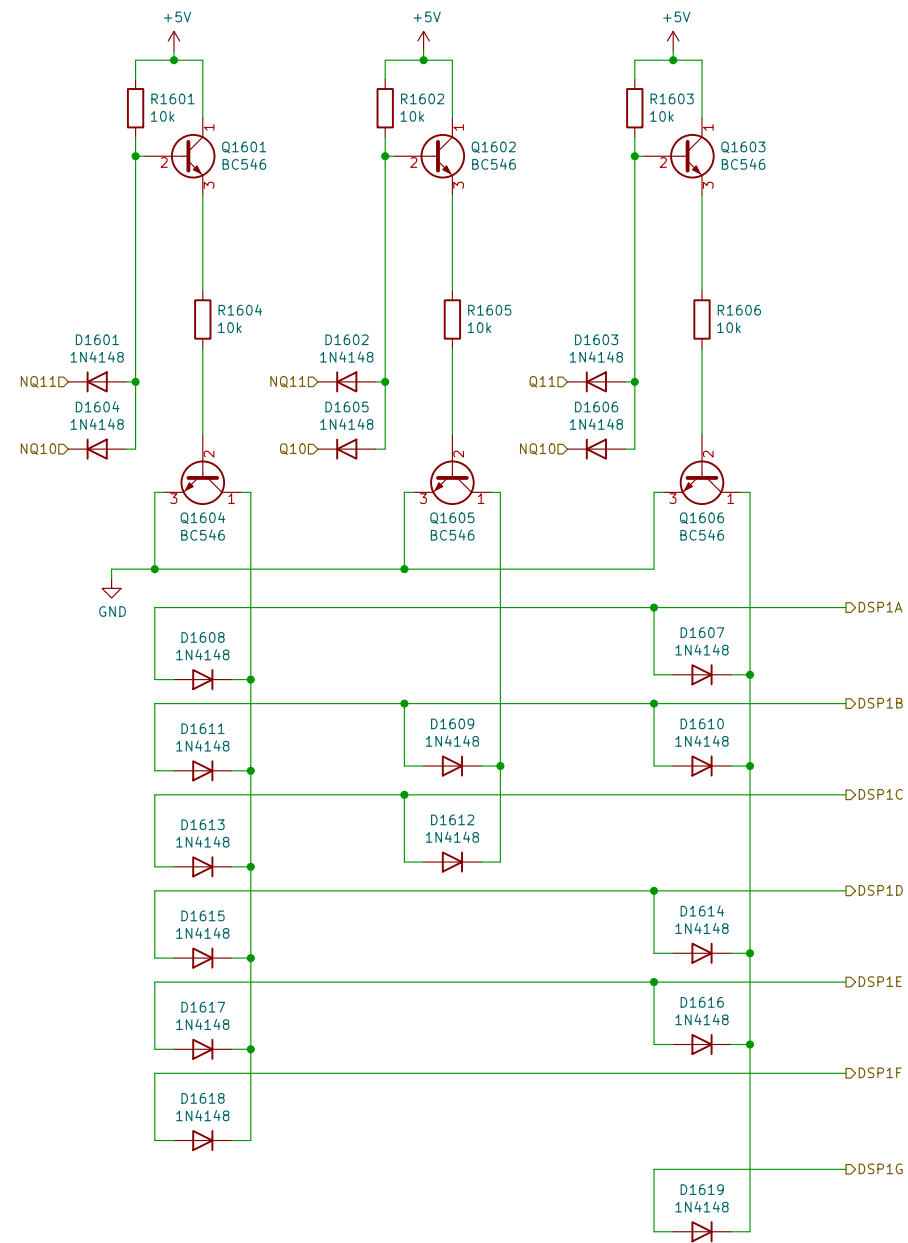 +5V +5V +5V
R1601 R1602 R1603
10k 10k 10k
1 1 1
Q1601 Q1602 Q1603
BC546 BC546 BC546
2 2 2
3 3 3
R1604 R1605 R1606
10k 10k 10k
D1601 D1602 D1603
1N4148 1N4148 1N4148
NQ11 NQ11 Q11
D1604 D1605 D1606
1N4148 1N4148 1N4148
NQ10 Q10 NQ10
2 2 2
3 1 3 1 3 1
Q1604 Q1605 Q1606
BC546 BC546 BC546
GND
DSP1A
D1608 D1607
1N4148 1N4148
DSP1B
D1611 D1609 D1610
1N4148 1N4148 1N4148
DSP1C
D1613 D1612
1N4148 1N4148
DSP1D
D1615 D1614
1N4148 1N4148
DSP1E
D1617 D1616
1N4148 1N4148
DSP1F
D1618
1N4148
DSP1G
D1619
1N4148